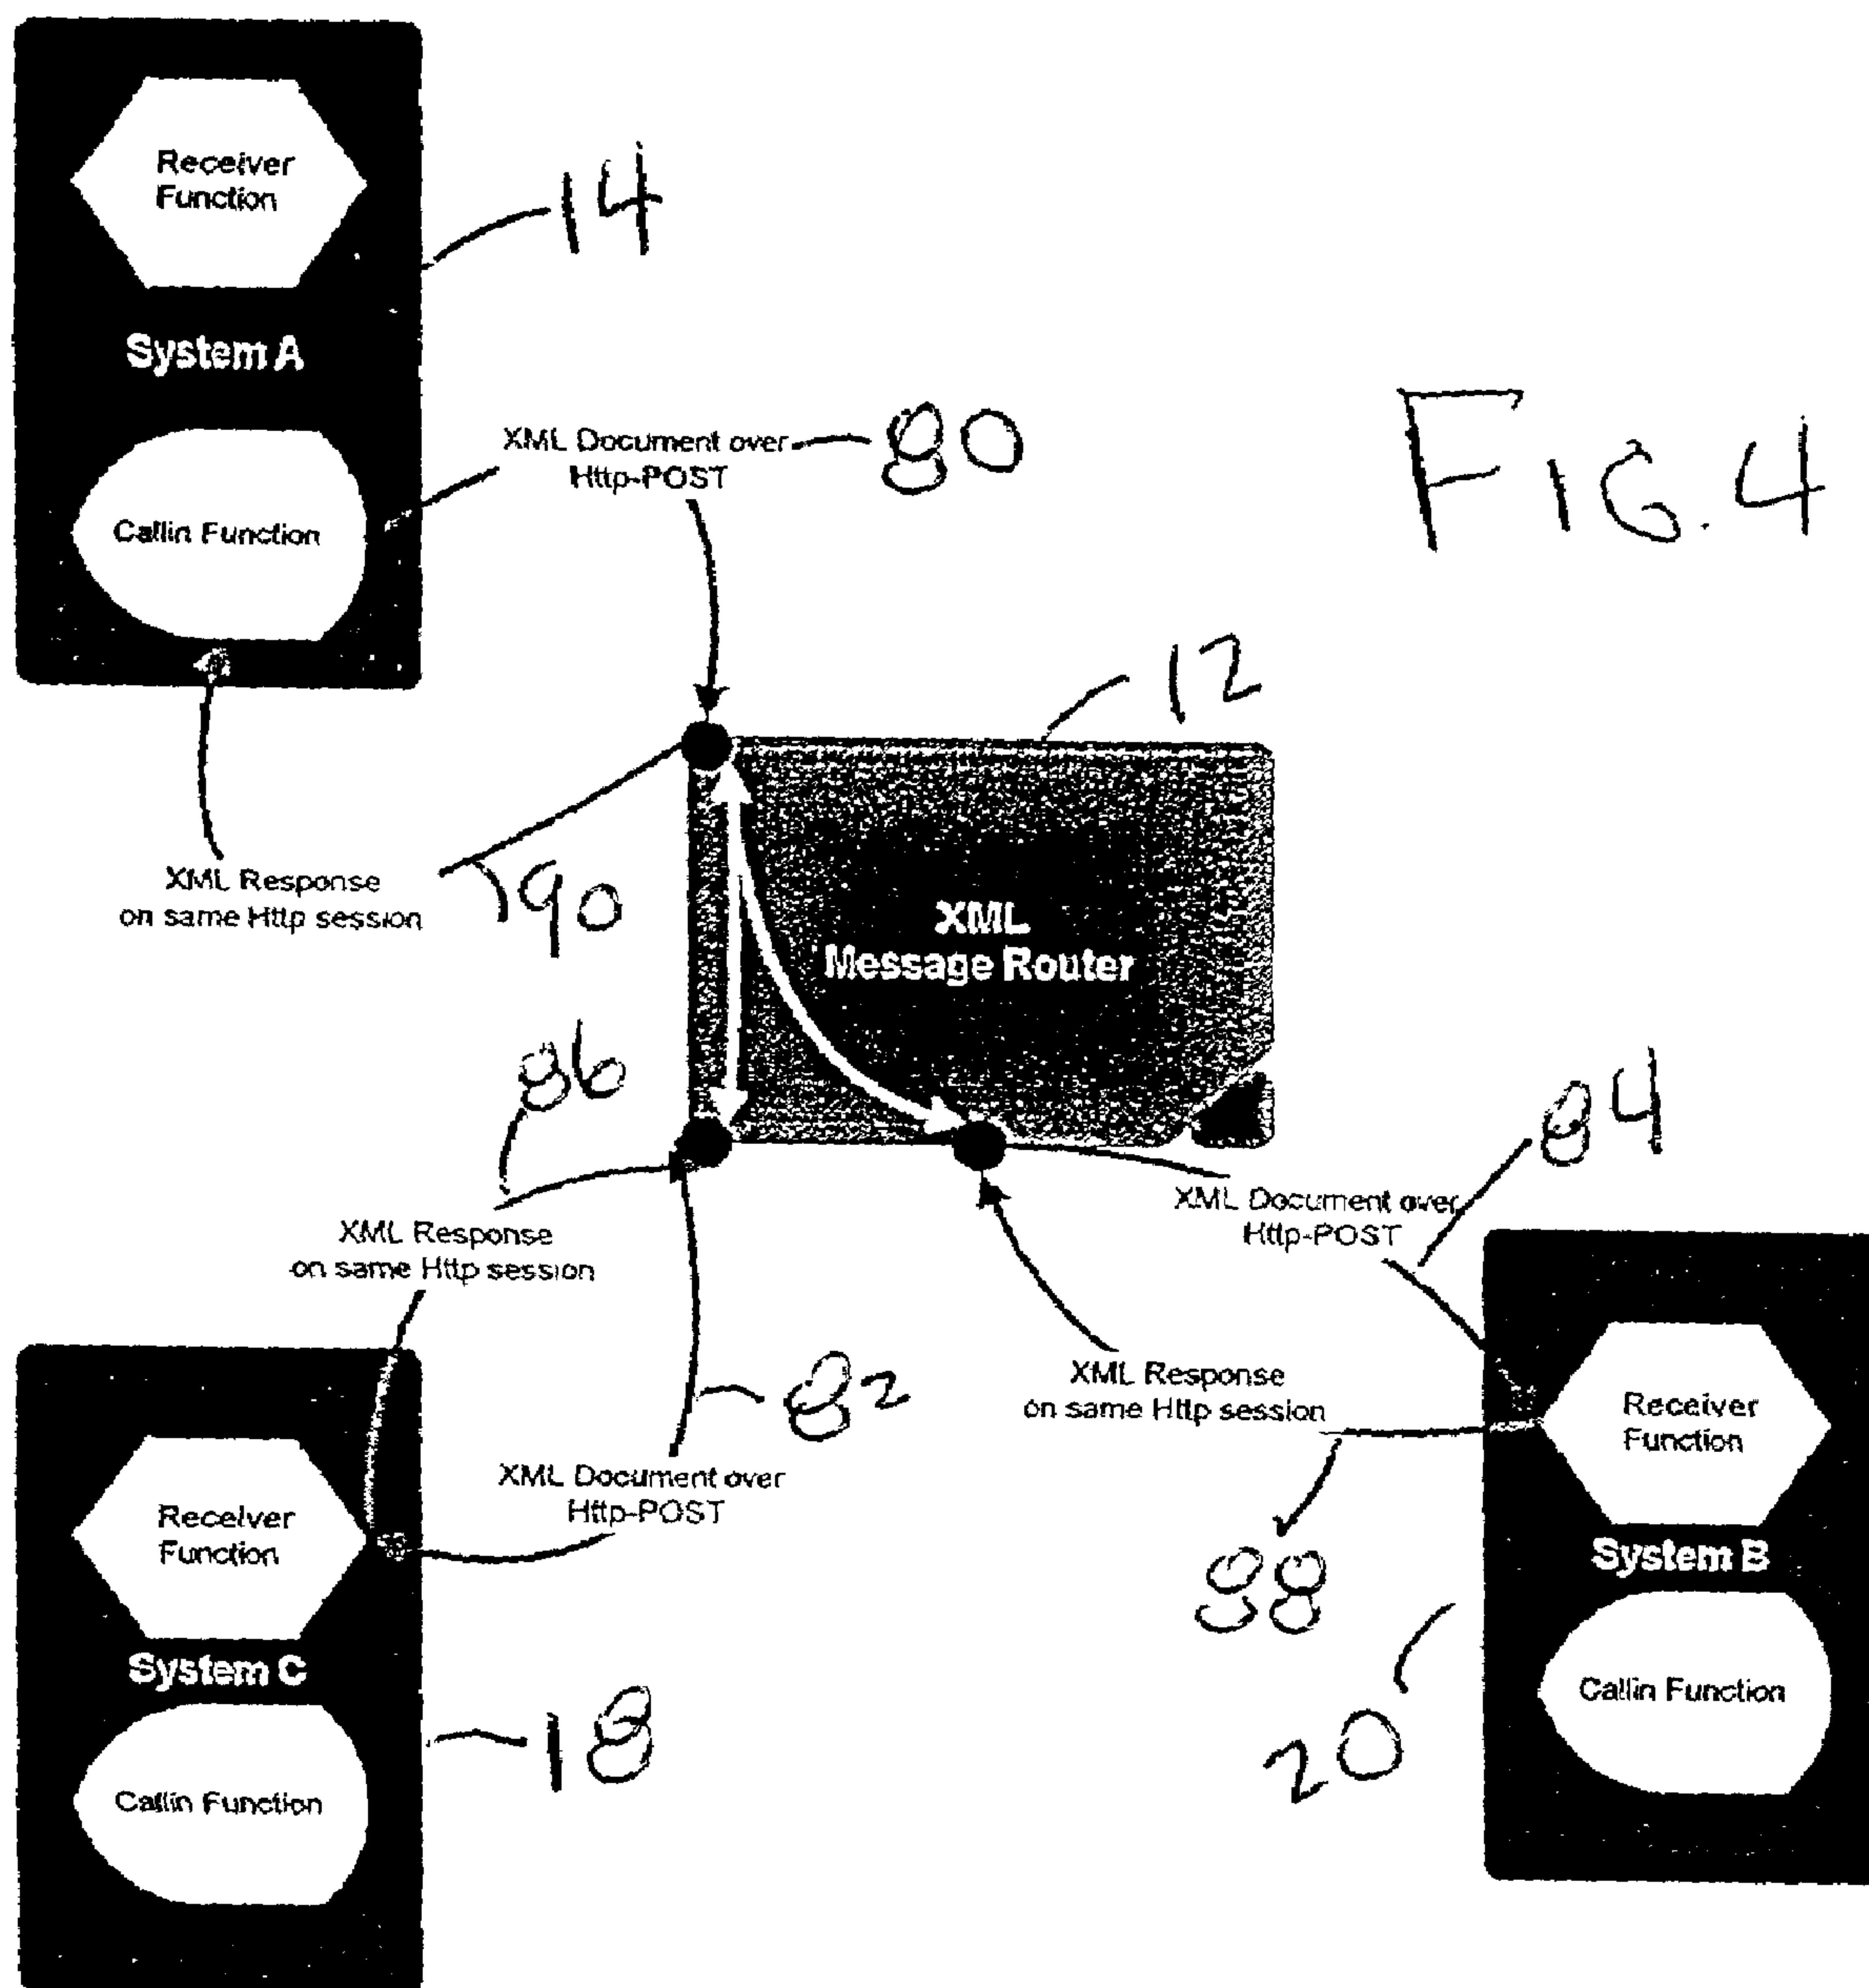 Receiver
Function
14
System A
XML Document over
Http-POST
80
FIG. 4
Callin Function
12
XML Response
on same Http session
90
XML
Message Router
86
84
XML Document over
Http-POST
XML Response
on same Http session
82
XML Response
on same Http session
Receiver
Function
XML Document over
Http-POST
Receiver
Function
88
System B
System C
18
20
Callin Function
Callin Function